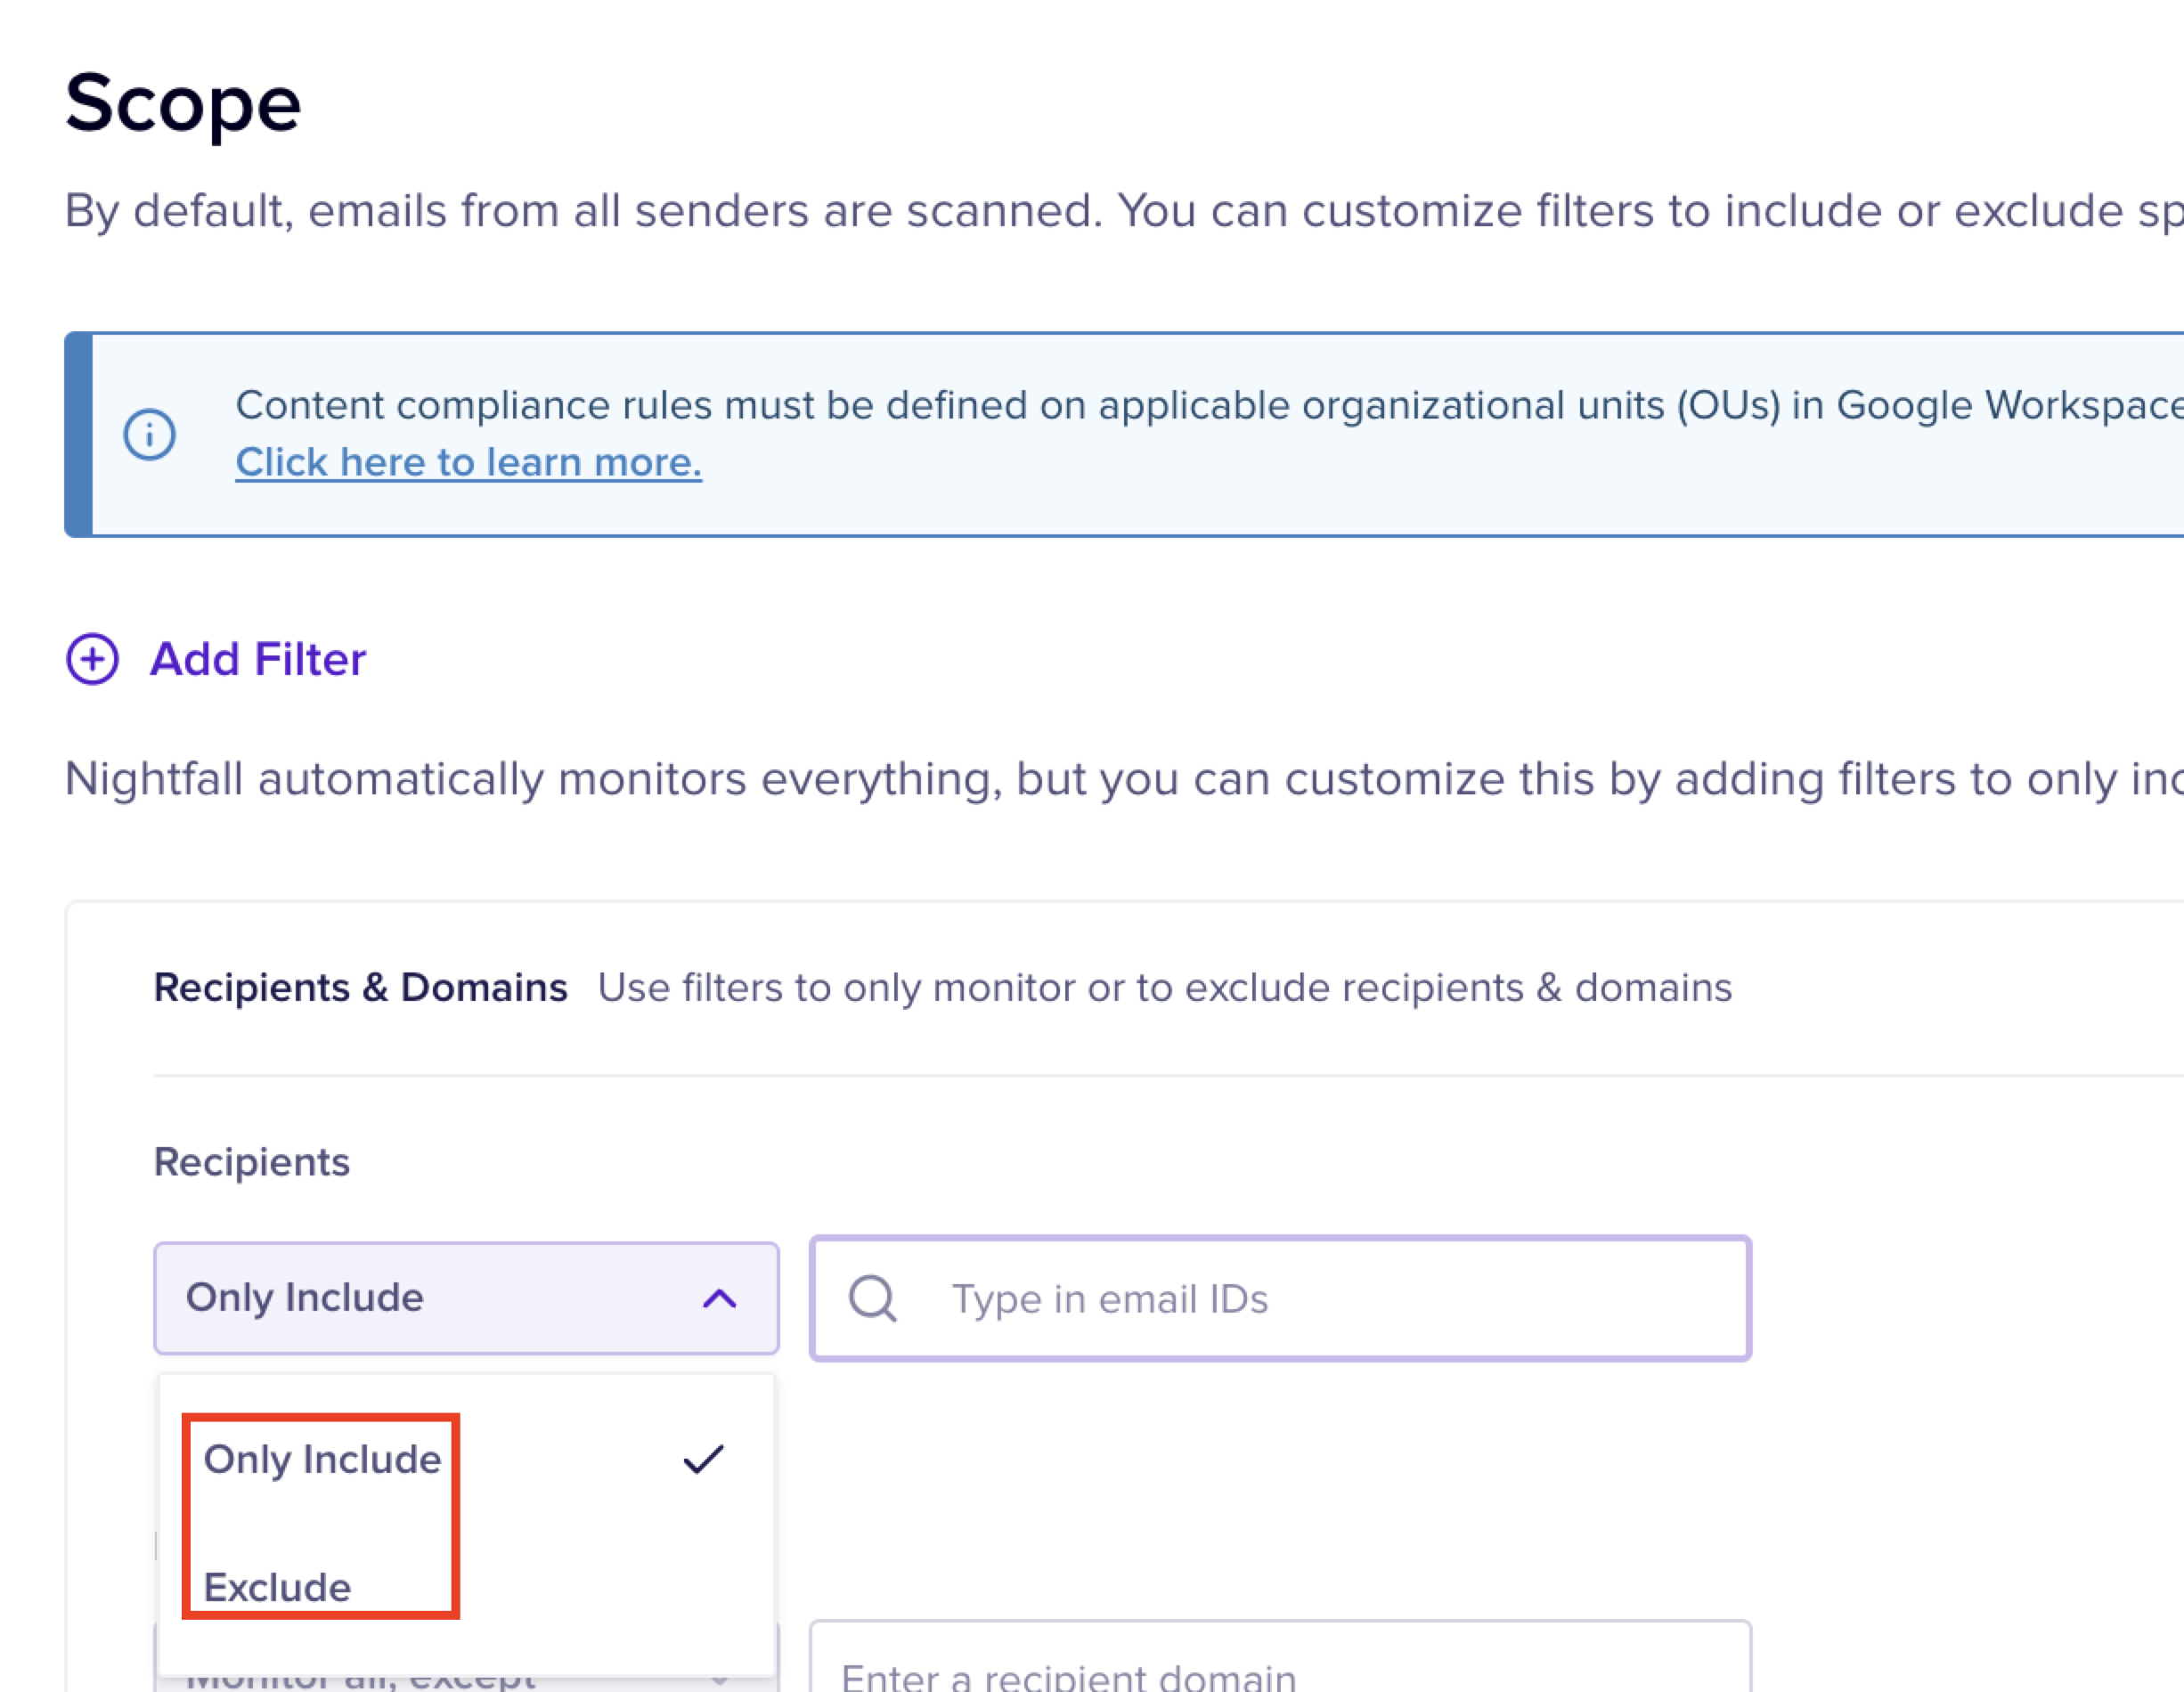 Scope
By default, emails from all senders are scanned. You can customize filters to include or exclude
Content compliance rules must be defined on applicable organizational units (OUs) in Google Workspace
Click here to learn more.
Add Filter
Nightfall automatically monitors everything, but you can customize this by adding filters to only
Recipients & Domains Use filters to only monitor or to exclude recipients & domains
Recipients
Only Include Type in email IDs
Only Include
Exclude
Monitor all, except Enter a recipient domain